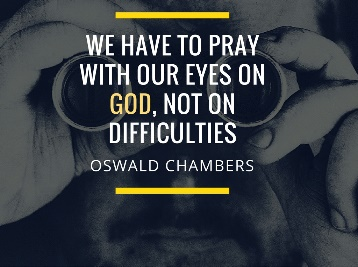 WE HAVE TO PRAY
WITH OUR EYES ON
GOD, NOT ON
DIFFICULTIES
OSWALD CHAMBERS